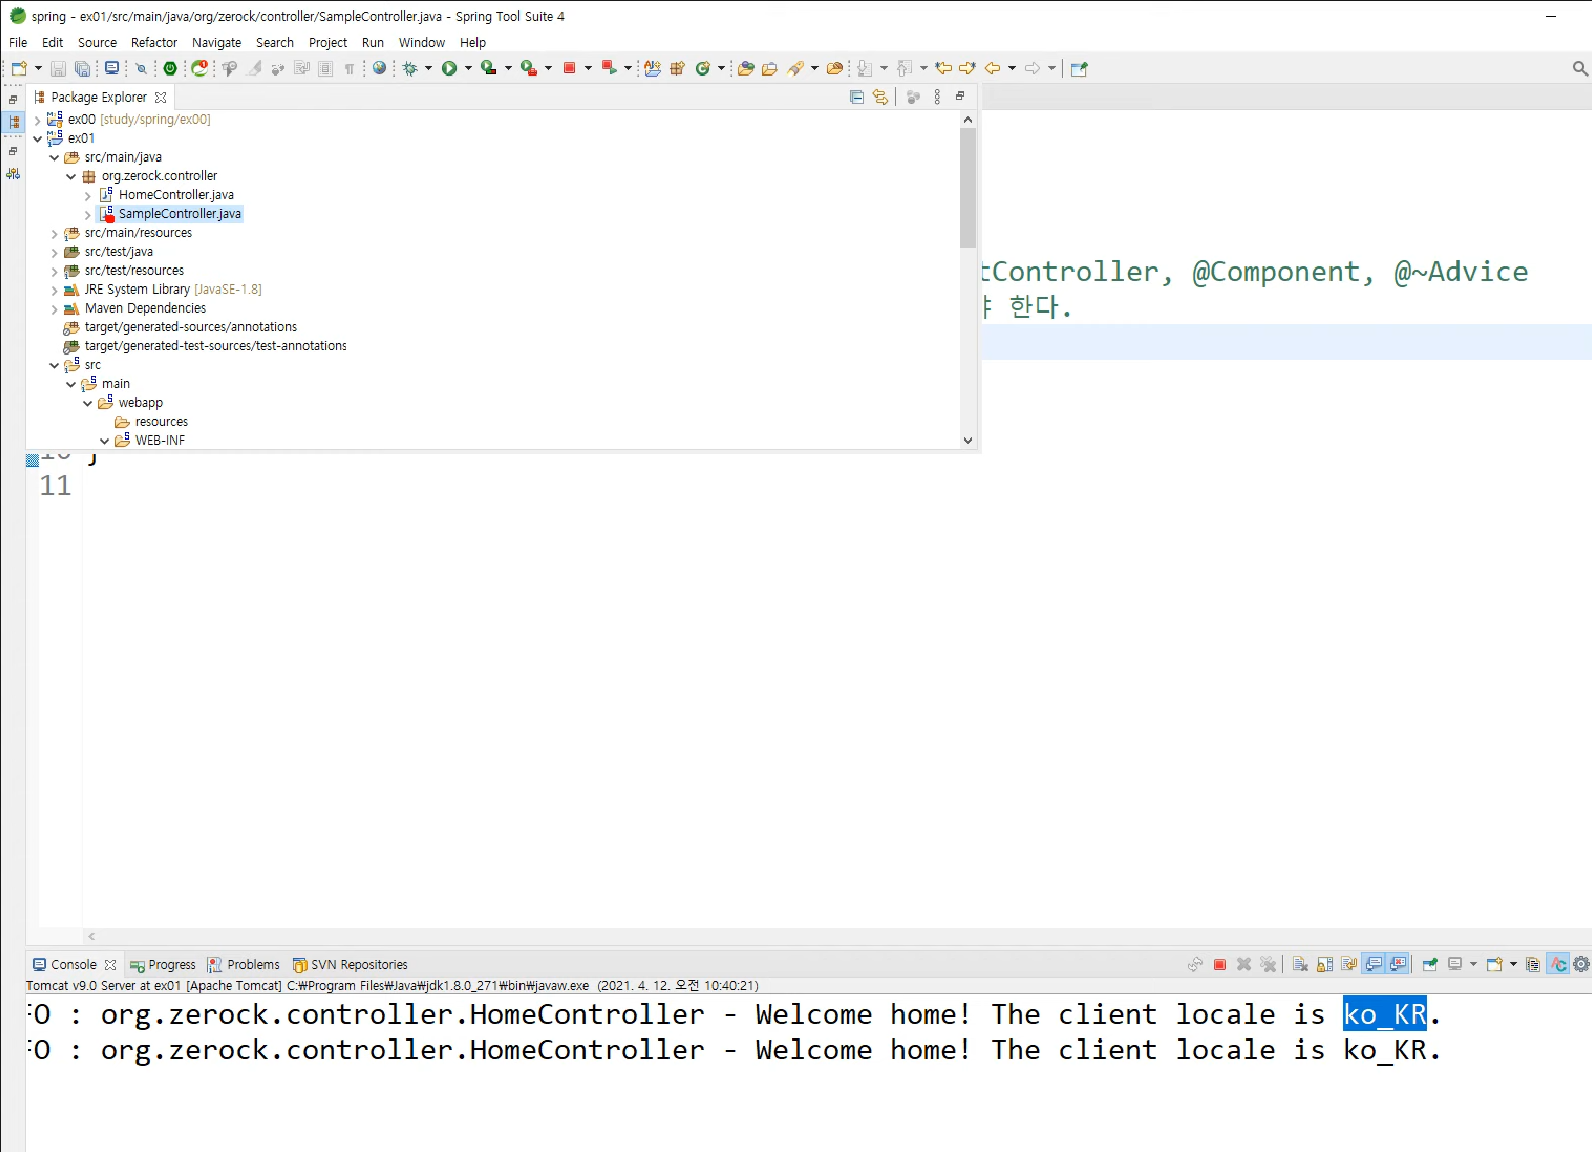 spring - ex01/src/main/java/org/zerock/controller/SampleController.java - Spring Tool Suite 4
File Edit Source Refactor Navigate Search Project Run Window Help
Package Explorer
ex00 [study/spring/ex00]
ex01
src/main/java
org.zerock.controller
HomeController.java
SampleController.java
src/main/resources
src/test/java
src/test/resources
JRE System Library [JavaSE-1.8]
Maven Dependencies
target/generated-sources/annotations
target/generated-test-sources/test-annotations
src
main
webapp
resources
WEB-INF
tController, @Component, @~Advice
한다.
}
11
Console Progress Problems SVN Repositories
Tomcat v9.0 Server at ex01 [Apache Tomcat] C:₩Program Files₩Java₩jdk1.8.0_271₩bin₩javaw.exe (2021. 4. 12. 오전 10:40:21)
FO : org.zerock.controller.HomeController - Welcome home! The client locale is ko_KR.
FO : org.zerock.controller.HomeController - Welcome home! The client locale is ko_KR.